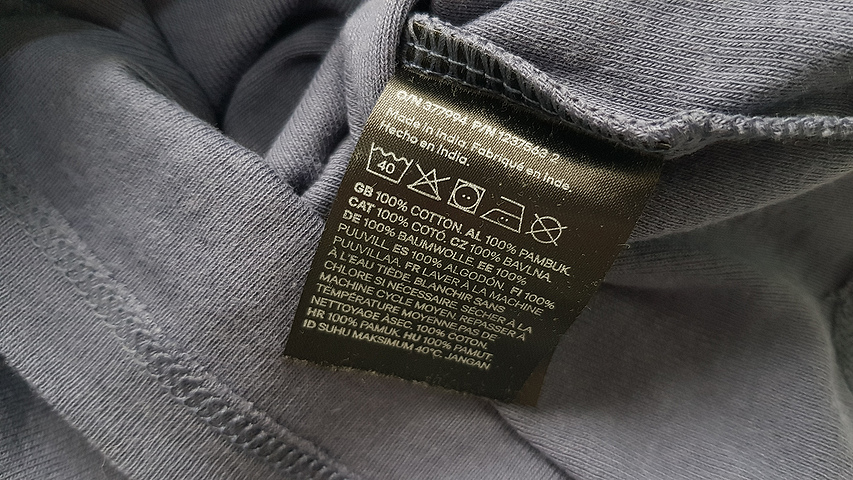 Made in India. Fabriqué en Inde.
Hecho en India.
40
GB 100% COTTON. AL 100% PAMBUK.
CAT 100% COTÓ. CZ 100% BAVLNA.
DE 100% BAUMWOLLE. EE 100%
PUUVILL. ES 100% ALGODÓN. FI 100%
PUUVILLAA. FR LAVER À LA MACHINE
À L'EAU TIÈDE. BLANCHIR SANS
CHLORE SI NÉCESSAIRE. SÉCHER À LA
MACHINE CYCLE MOYEN. REPASSER À
TEMPÉRATURE MOYENNE. PAS DE
NETTOYAGE À SEC. 100% COTON.
HR 100% PAMUK. HU 100% PAMUT.
ID SUHU MAKSIMUM 40°C. JANGAN